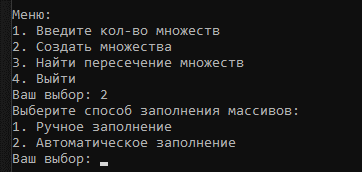 Меню:
1. Введите кол-во множеств
2. Создать множества
3. Найти пересечение множеств
4. Выйти
Ваш выбор: 2
Выберите способ заполнения массивов:
1. Ручное заполнение
2. Автоматическое заполнение
Ваш выбор: